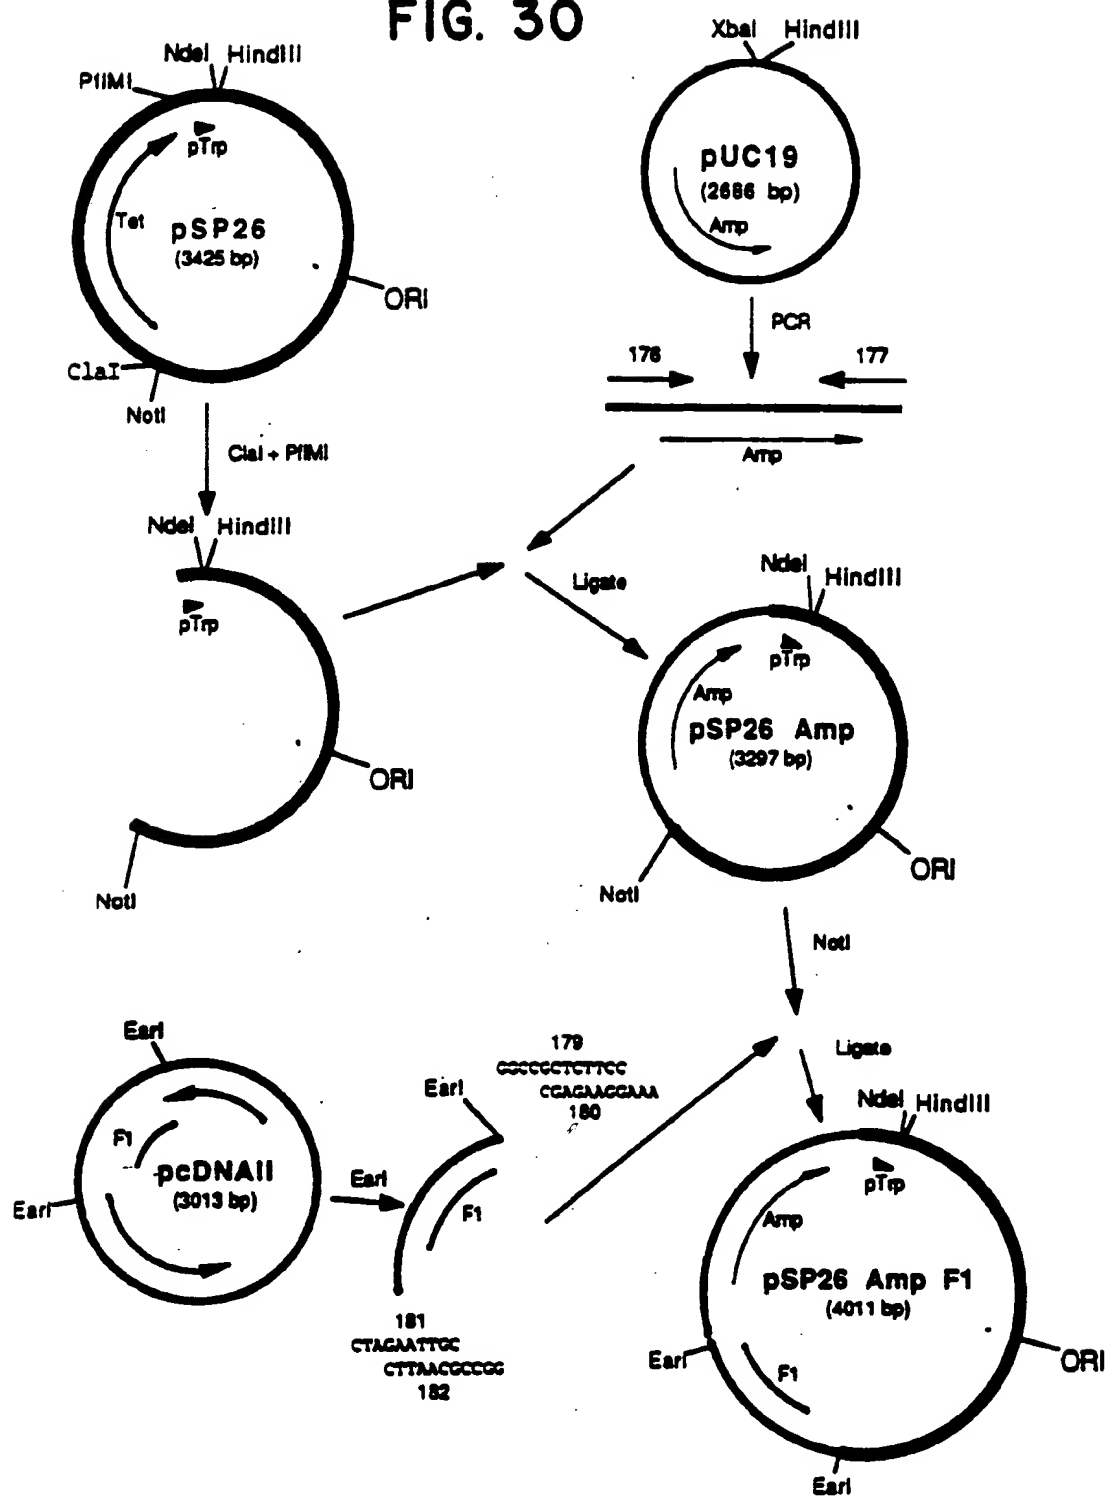 FIG. 30
NdeI HindIII
PflMI
pTrp
Tet
pSP26
(3425 bp)
ORI
ClaI
NotI
ClaI + PflMI
XbaI HindIII
pUC19
(2686 bp)
Amp
PCR
176
177
Amp
NdeI HindIII
pTrp
ORI
NotI
Ligate
NdeI
HindIII
pTrp
Amp
pSP26 Amp
(3297 bp)
ORI
NotI
NotI
EarI
F1
pcDNAII
(3013 bp)
EarI
EarI
EarI
F1
179
GGCCGCTCTTCC
CGAGAAGGAAA
180
181
CTAGAATTGC
CTTAACGCCGG
182
Ligate
NdeI HindIII
pTrp
Amp
pSP26 Amp F1
(4011 bp)
EarI
ORI
F1
EarI